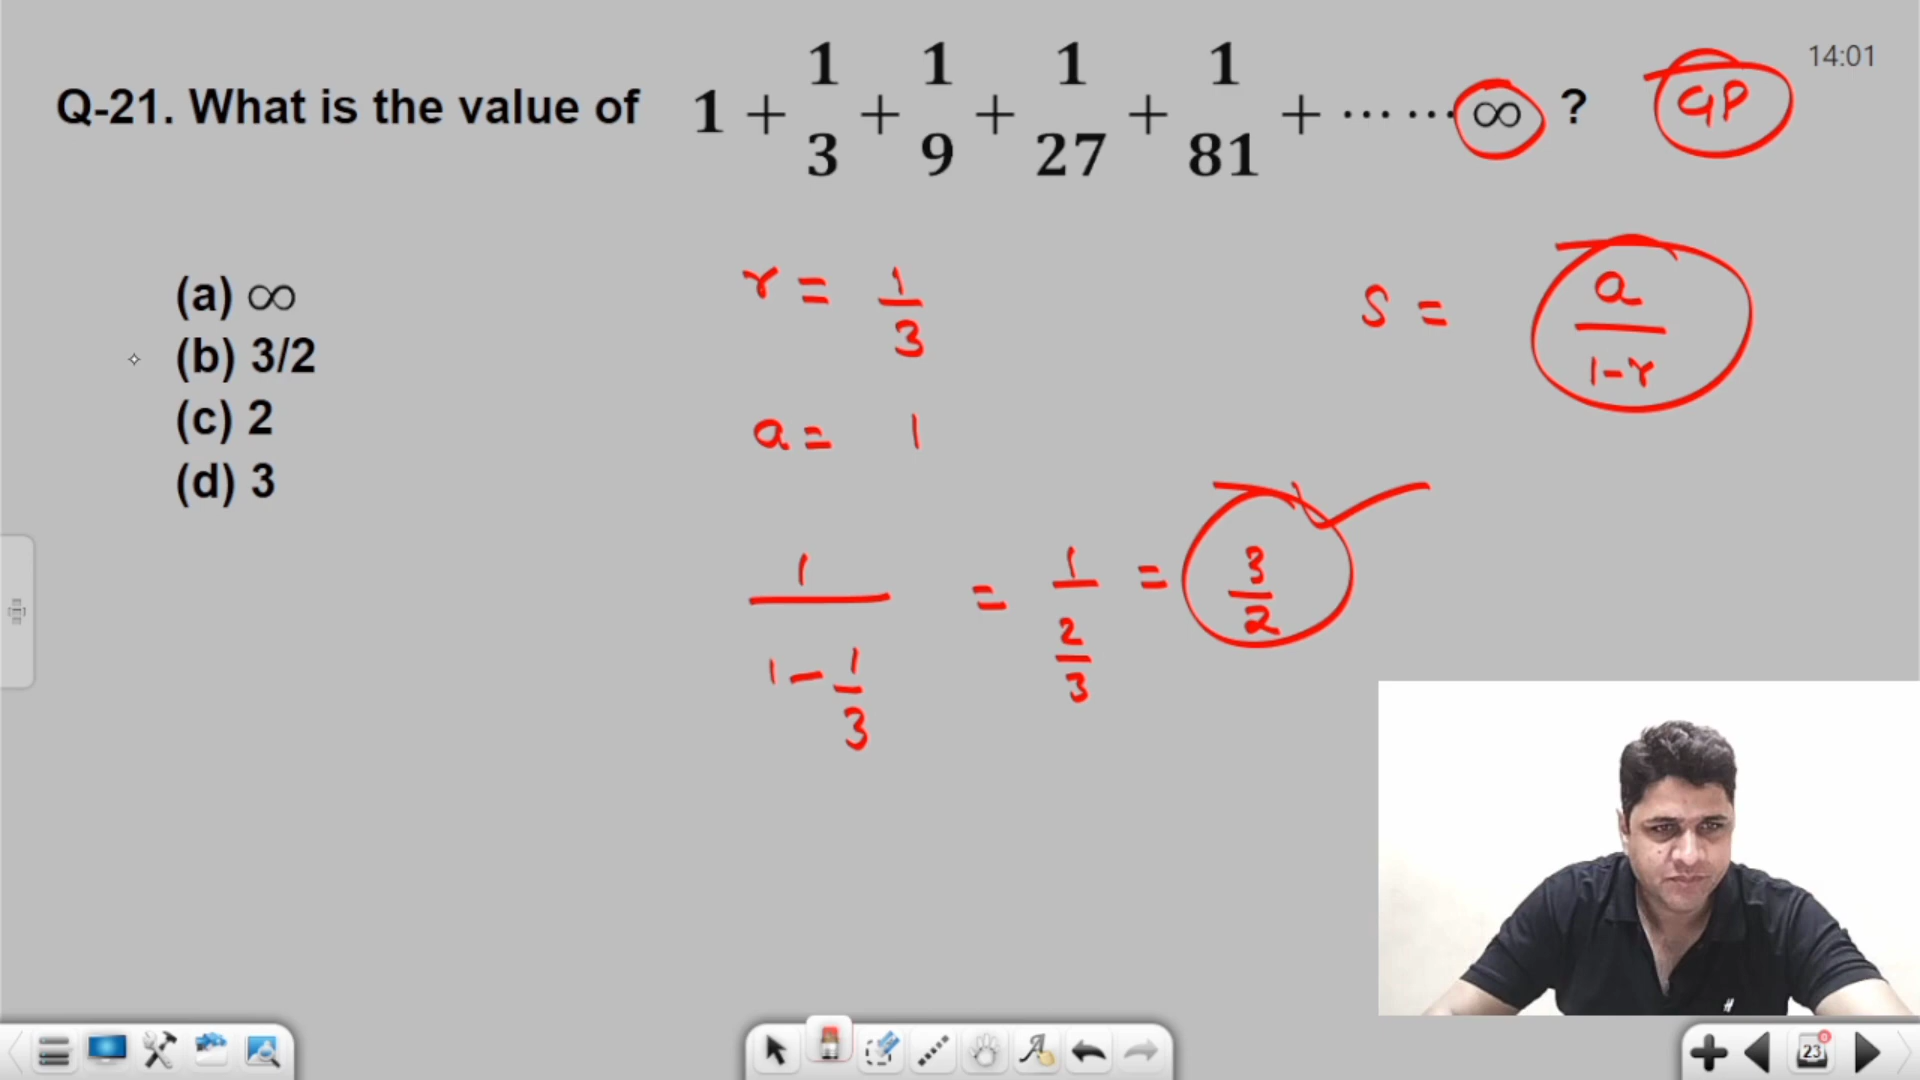 14:01
Q-21. What is the value of 1 + 1/3 + 1/9 + 1/27 + 1/81 + ⋯⋯ ∞ ? GP
(a) ∞
(b) 3/2
(c) 2
(d) 3
r = 1/3
S = a/(1-r)
a = 1
1/(1-1/3) = 1/(2/3) = 3/2
23